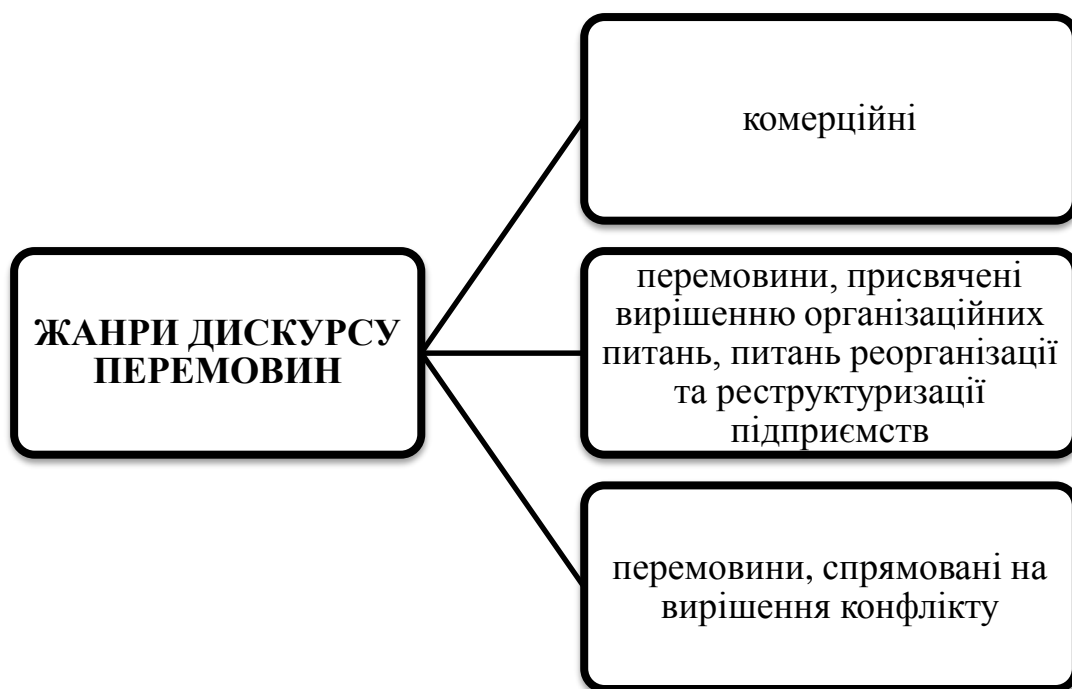 комерційні
ЖАНРИ ДИСКУРСУ
ПЕРЕМОВИН
перемовини, присвячені
вирішенню організаційних
питань, питань реорганізації
та реструктуризації
підприємств
перемовини, спрямовані на
вирішення конфлікту